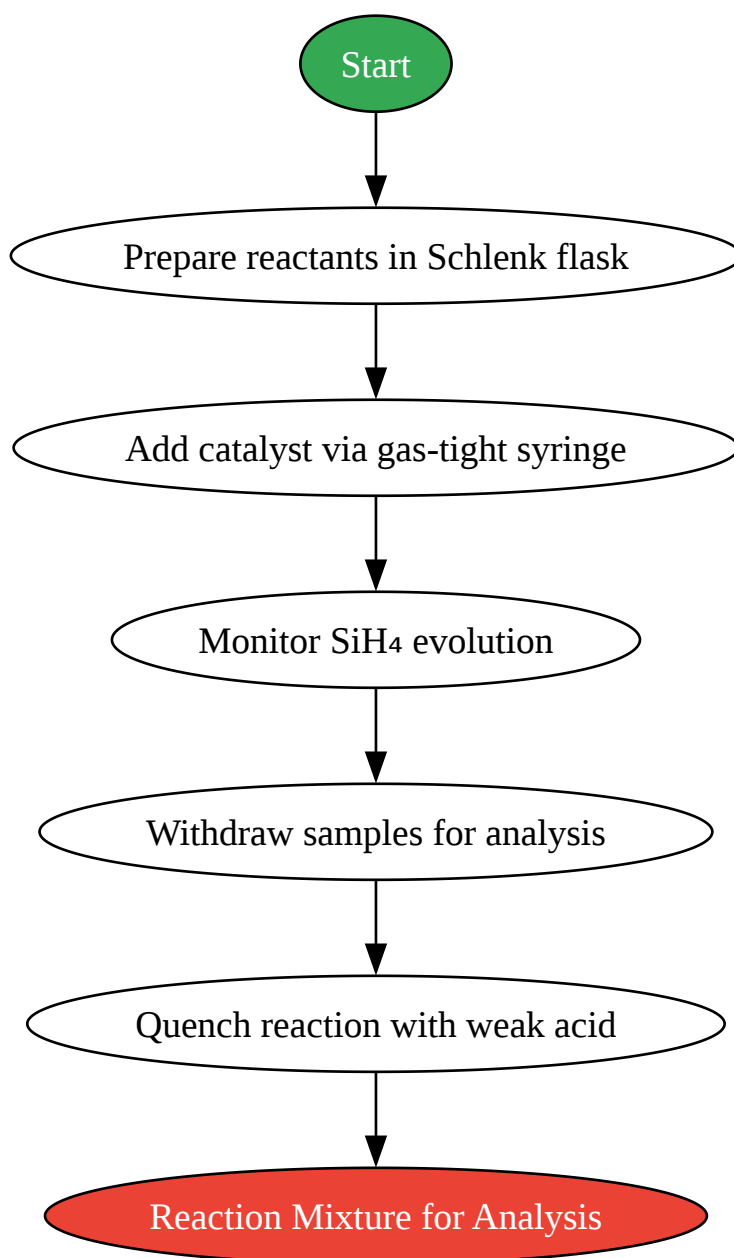 Start
Prepare reactants in Schlenk flask
Add catalyst via gas-tight syringe
Monitor SiH₄ evolution
Withdraw samples for analysis
Quench reaction with weak acid
Reaction Mixture for Analysis